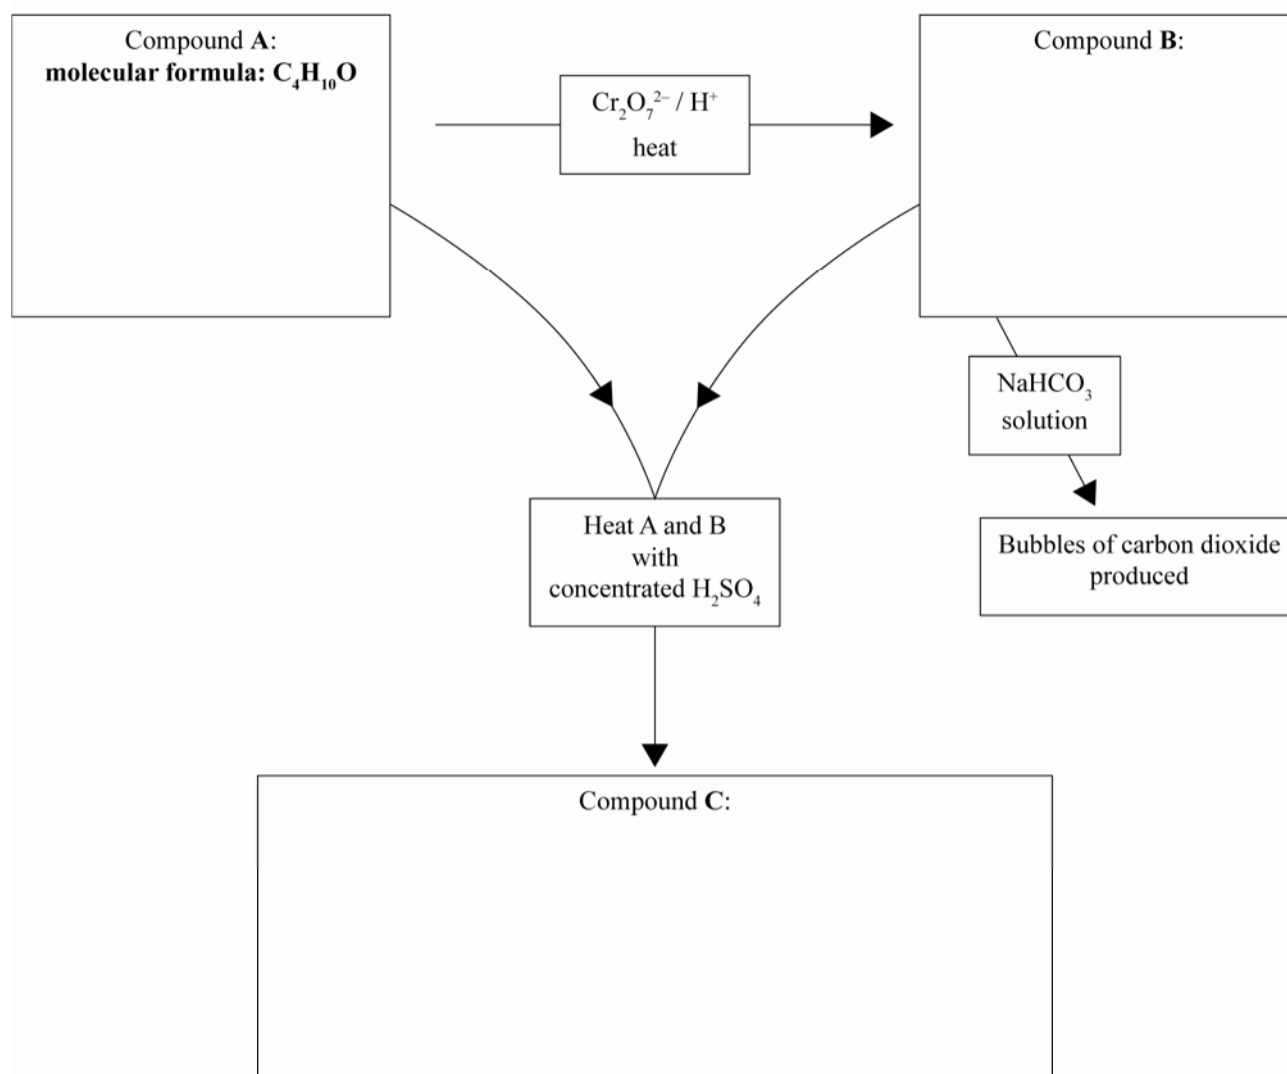 Compound A:
molecular formula: C₄H₁₀O
Cr₂O₇²⁻ / H⁺
heat
Compound B:
NaHCO₃
solution
Heat A and B
with
concentrated H₂SO₄
Bubbles of carbon dioxide
produced
Compound C: